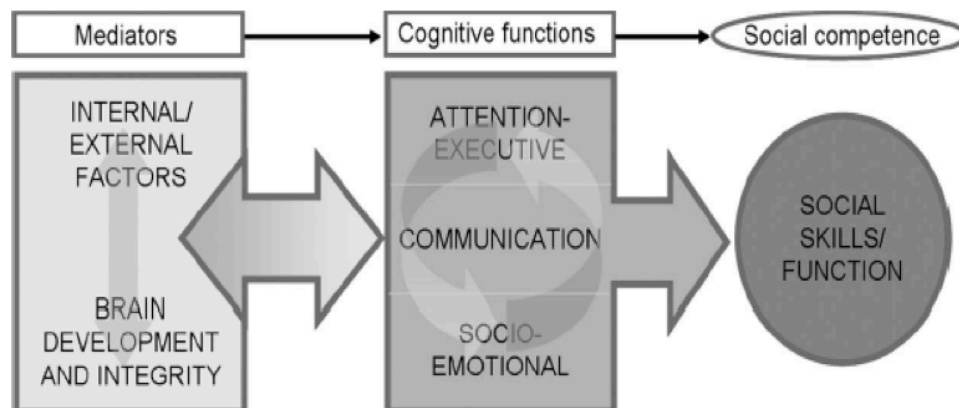 Mediators
Cognitive functions
Social competence
INTERNAL/
EXTERNAL
FACTORS
BRAIN
DEVELOPMENT
AND INTEGRITY
ATTENTION-
EXECUTIVE
COMMUNICATION
SOCIO-
EMOTIONAL
SOCIAL
SKILLS/
FUNCTION